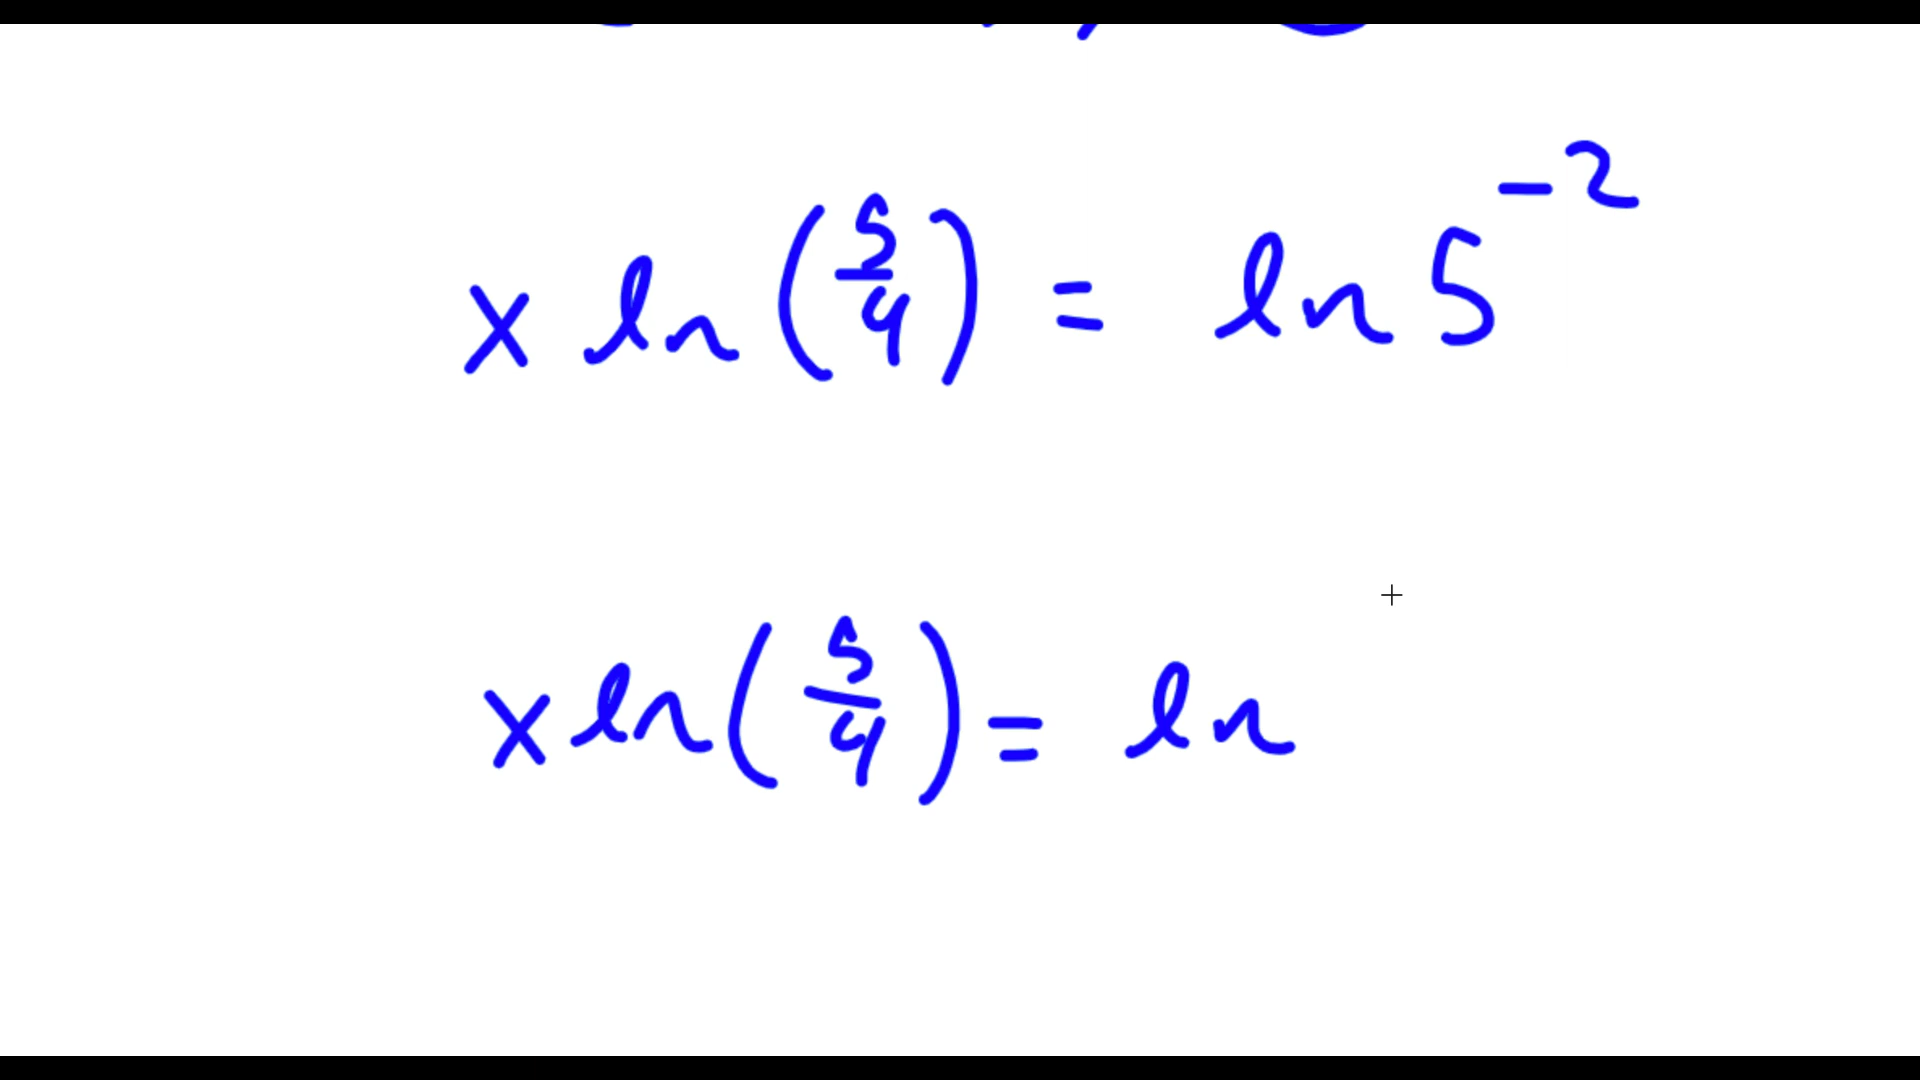 x ln(5/4) = ln 5^-2
x ln(5/4) = ln